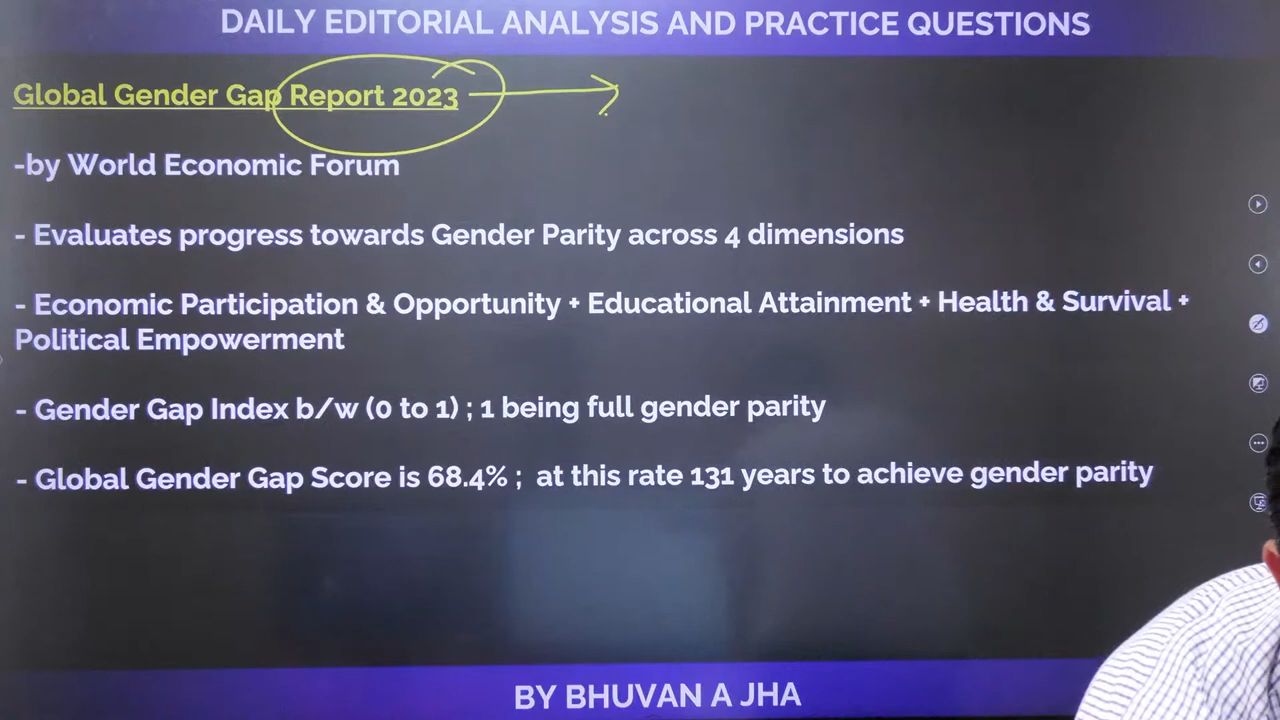 DAILY EDITORIAL ANALYSIS AND PRACTICE QUESTIONS
Global Gender Gap Report 2023
-by World Economic Forum
- Evaluates progress towards Gender Parity across 4 dimensions
- Economic Participation & Opportunity + Educational Attainment + Health & Survival +
Political Empowerment
- Gender Gap Index b/w (0 to 1) ; 1 being full gender parity
- Global Gender Gap Score is 68.4% ; at this rate 131 years to achieve gender parity
BY BHUVAN A JHA